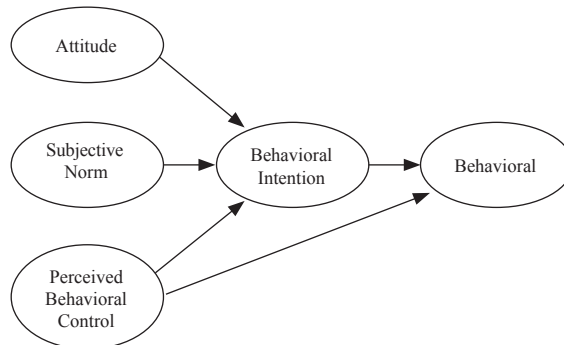 Attitude
Subjective
Norm
Behavioral
Intention
Behavioral
Perceived
Behavioral
Control